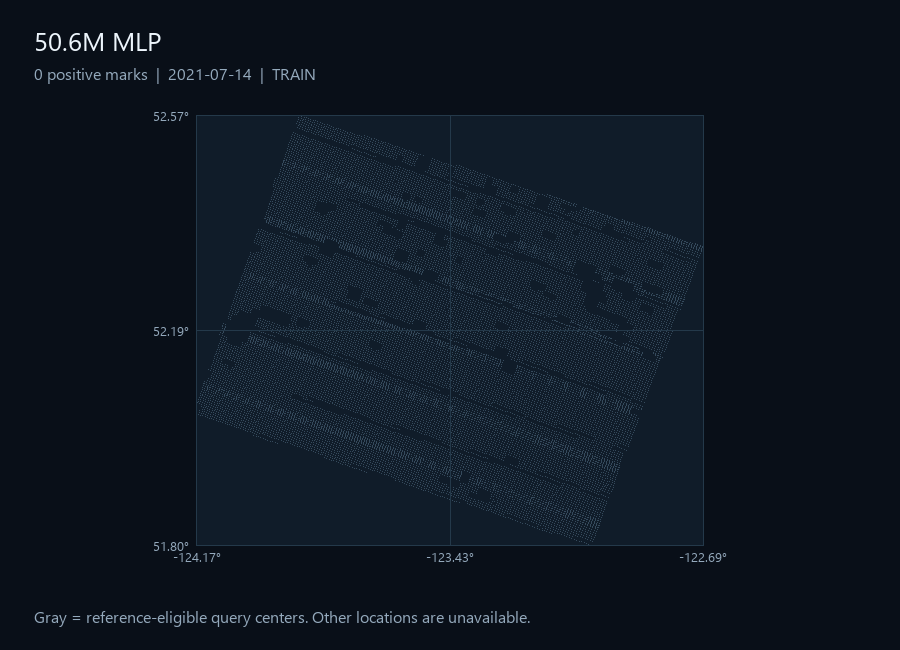 50.6M MLP
0 positive marks | 2021-07-14 | TRAIN
52.57°
52.19°
51.80°
-124.17° -123.43° -122.69°
Gray = reference-eligible query centers. Other locations are unavailable.